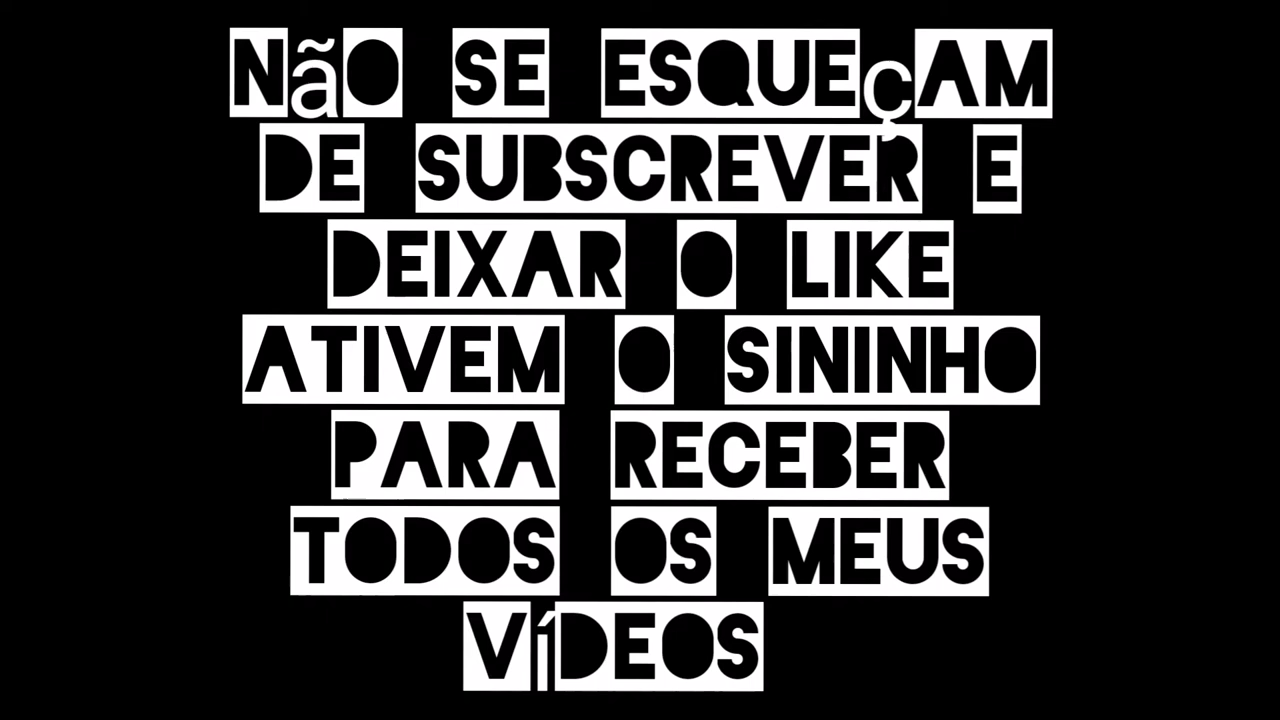 NãO SE ESQUEçAM
DE SUBSCREVER E
DEIXAR O LIKE
ATIVEM O SININHO
PARA RECEBER
TODOS OS MEUS
VíDEOS